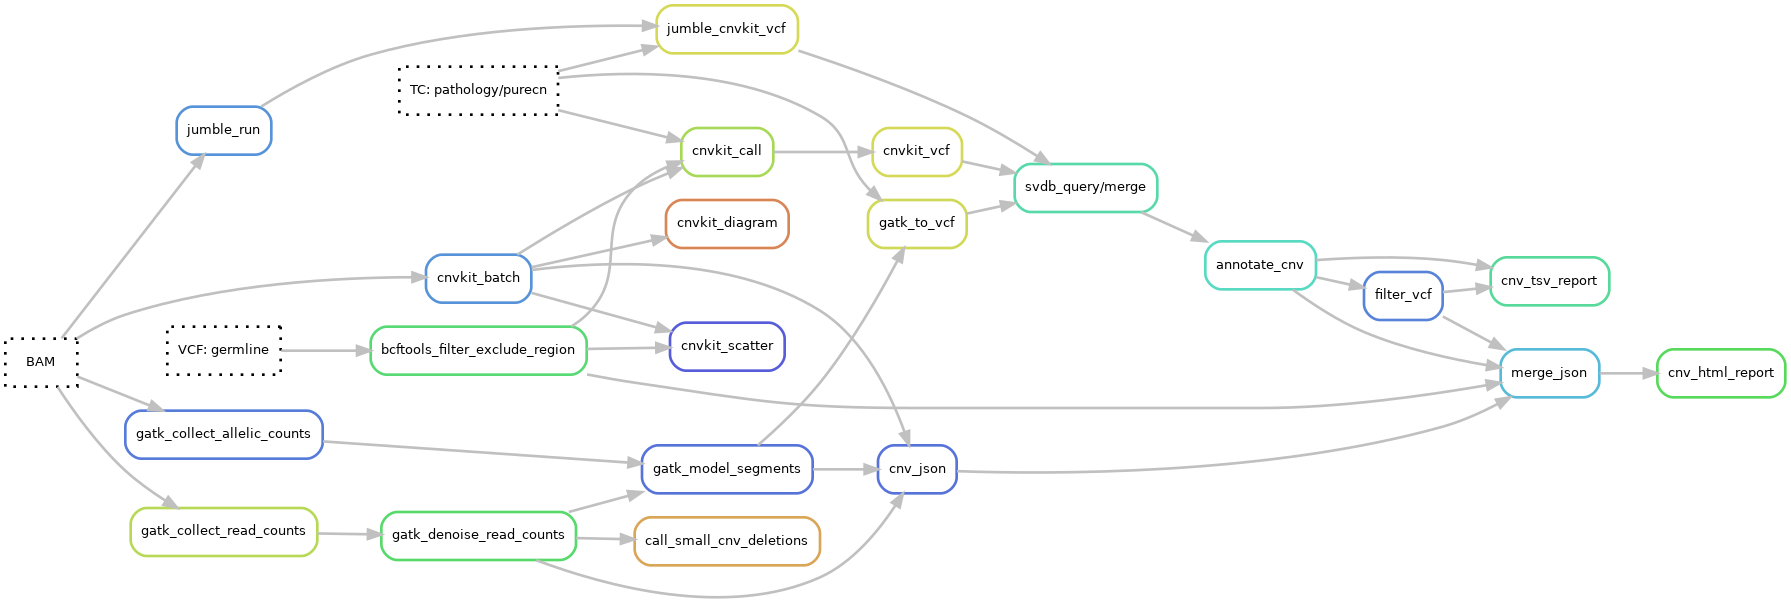 jumble_cnvkit_vcf
TC: pathology/purecn
jumble_run
cnvkit_call
cnvkit_vcf
svdb_query/merge
cnvkit_diagram
gatk_to_vcf
annotate_cnv
cnvkit_batch
cnv_tsv_report
filter_vcf
cnvkit_scatter
VCF: germline
bcftools_filter_exclude_region
BAM
merge_json
cnv_html_report
gatk_collect_allelic_counts
gatk_model_segments
cnv_json
gatk_collect_read_counts
gatk_denoise_read_counts
call_small_cnv_deletions